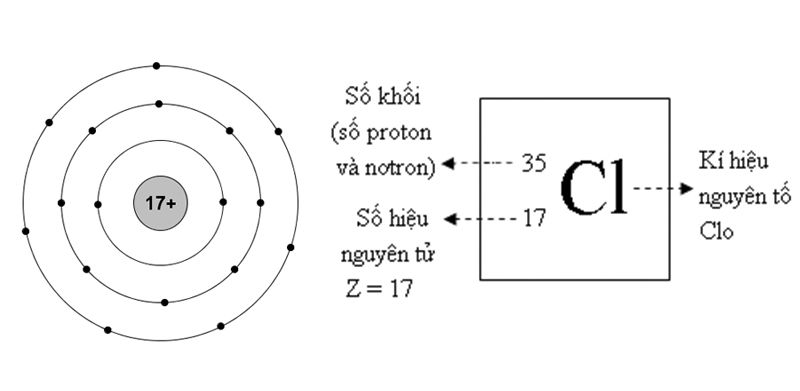 17+
Số khối
(số proton
và notron)
35
Số hiệu
nguyên tử
Z = 17
17
Cl
Kí hiệu
nguyên tố
Clo